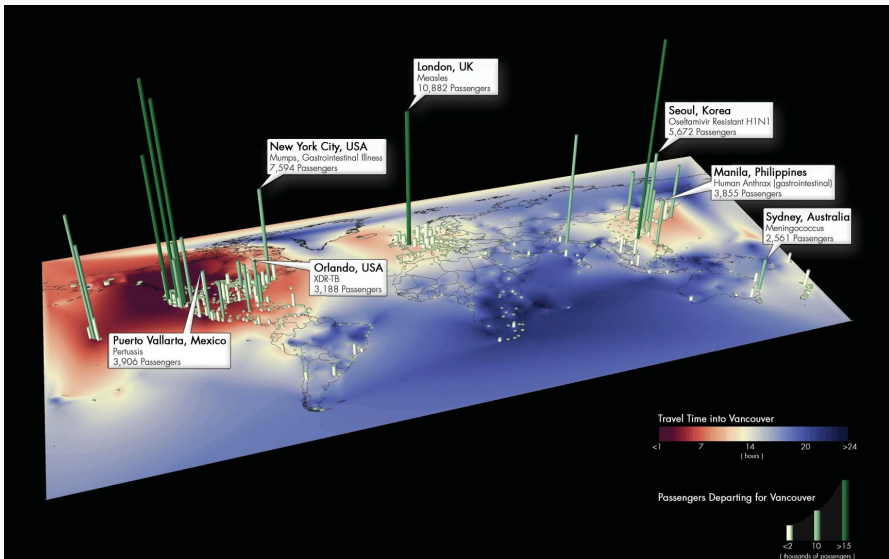 London, UK
Measles
10,882 Passengers
New York City, USA
Mumps, Gastrointestinal Illness
7,594 Passengers
Seoul, Korea
Oseltamivir Resistant H1N1
5,672 Passengers
Manila, Philippines
Human Anthrax (gastrointestinal)
3,855 Passengers
Sydney, Australia
Meningococcus
2,561 Passengers
Orlando, USA
XDR-TB
3,188 Passengers
Puerto Vallarta, Mexico
Pertussis
3,906 Passengers
Travel Time into Vancouver
<1 7 14 20 >24
( hours )
Passengers Departing for Vancouver
<2 10 >15
( thousands of passengers )